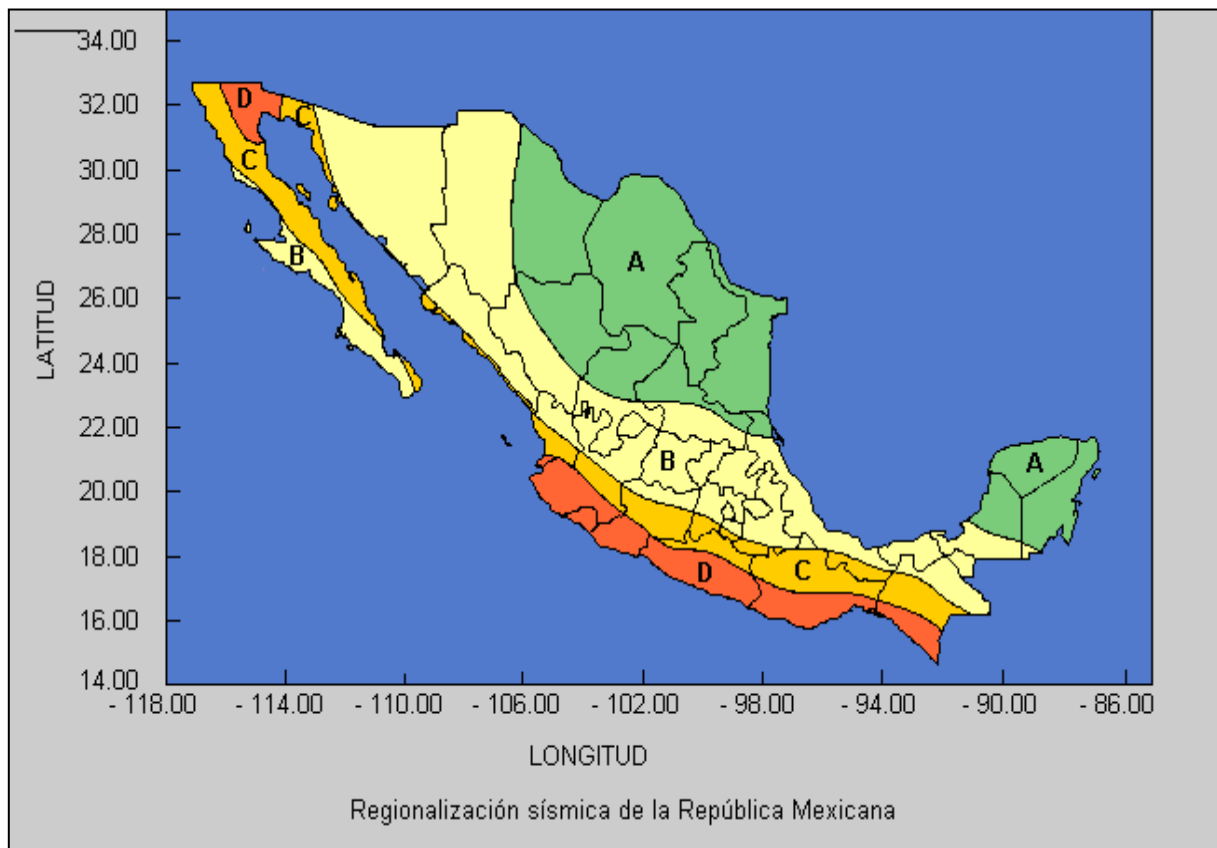 34.00
32.00
30.00
28.00
26.00
24.00
22.00
20.00
18.00
16.00
14.00
LATITUD
D
C
C
B
A
A
B
C
D
- 118.00 - 114.00 - 110.00 - 106.00 - 102.00 - 98.00 - 94.00 - 90.00 - 86.00
LONGITUD
Regionalización sísmica de la República Mexicana